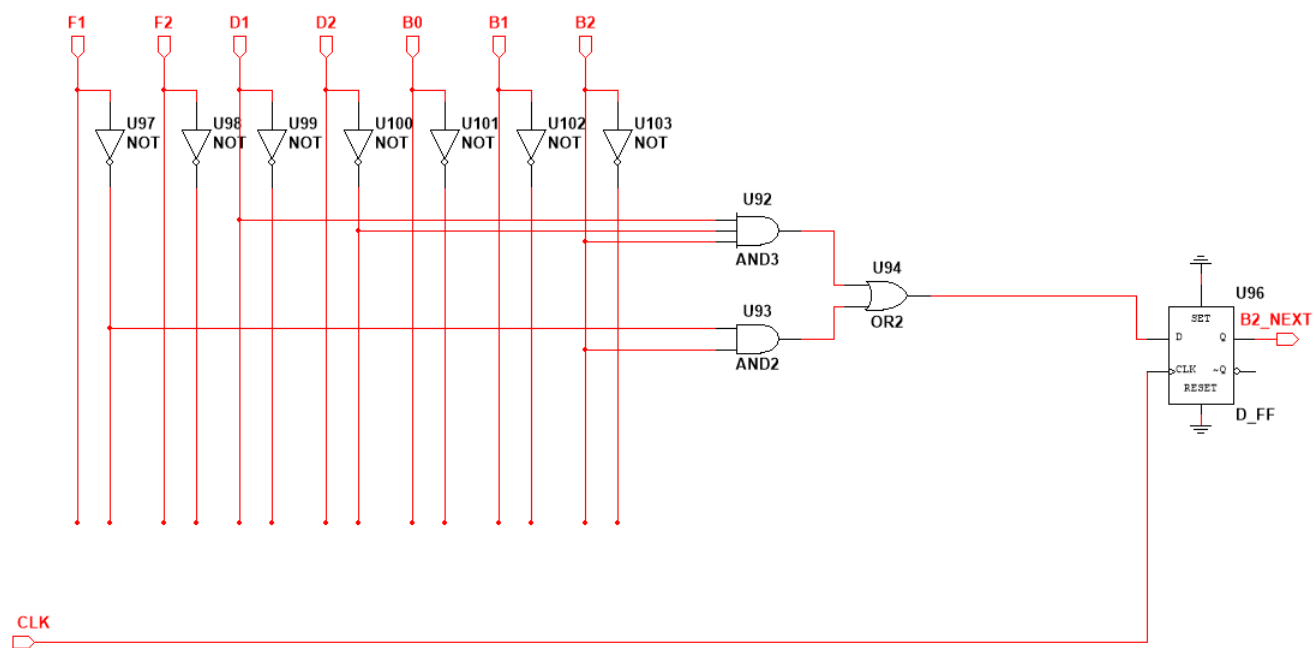 F1 F2 D1 D2 B0 B1 B2
U97 U98 U99 U100 U101 U102 U103
NOT NOT NOT NOT NOT NOT NOT
U92
AND3
U94
OR2
U93
AND2
U96
SET
B2_NEXT
D Q
CLK ~Q
RESET
D_FF
CLK